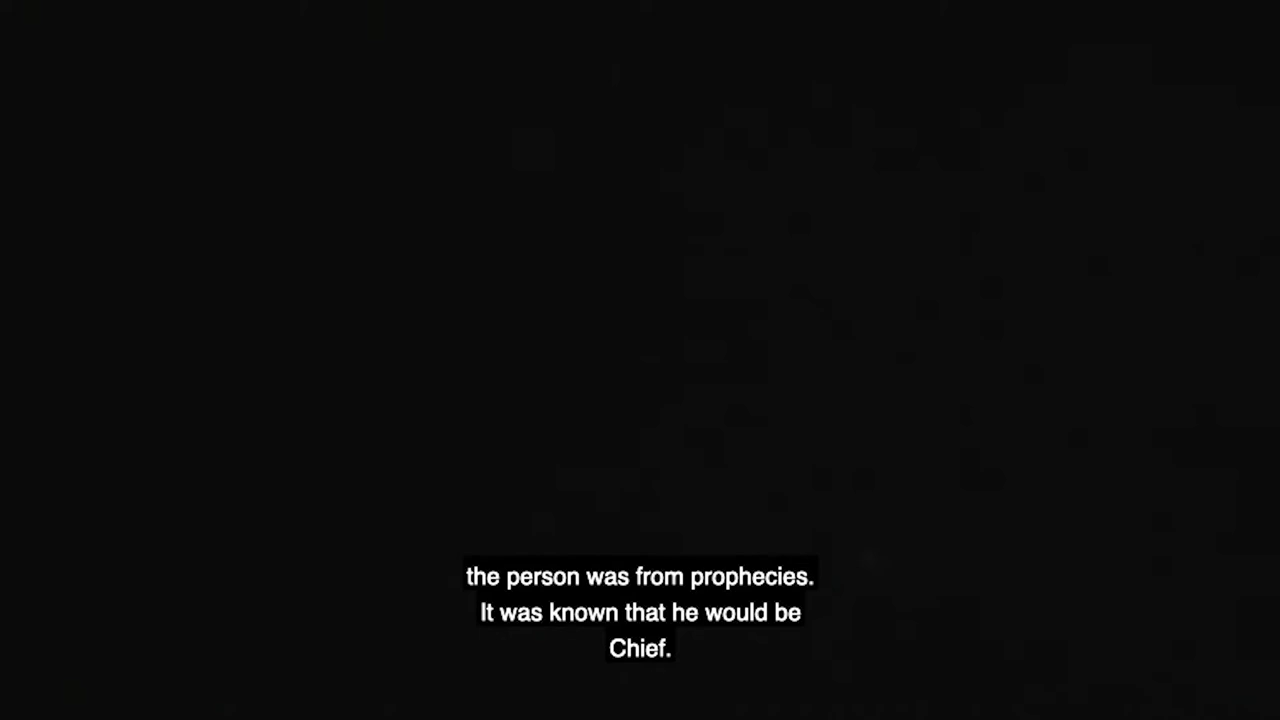 the person was from prophecies.
It was known that he would be
Chief.